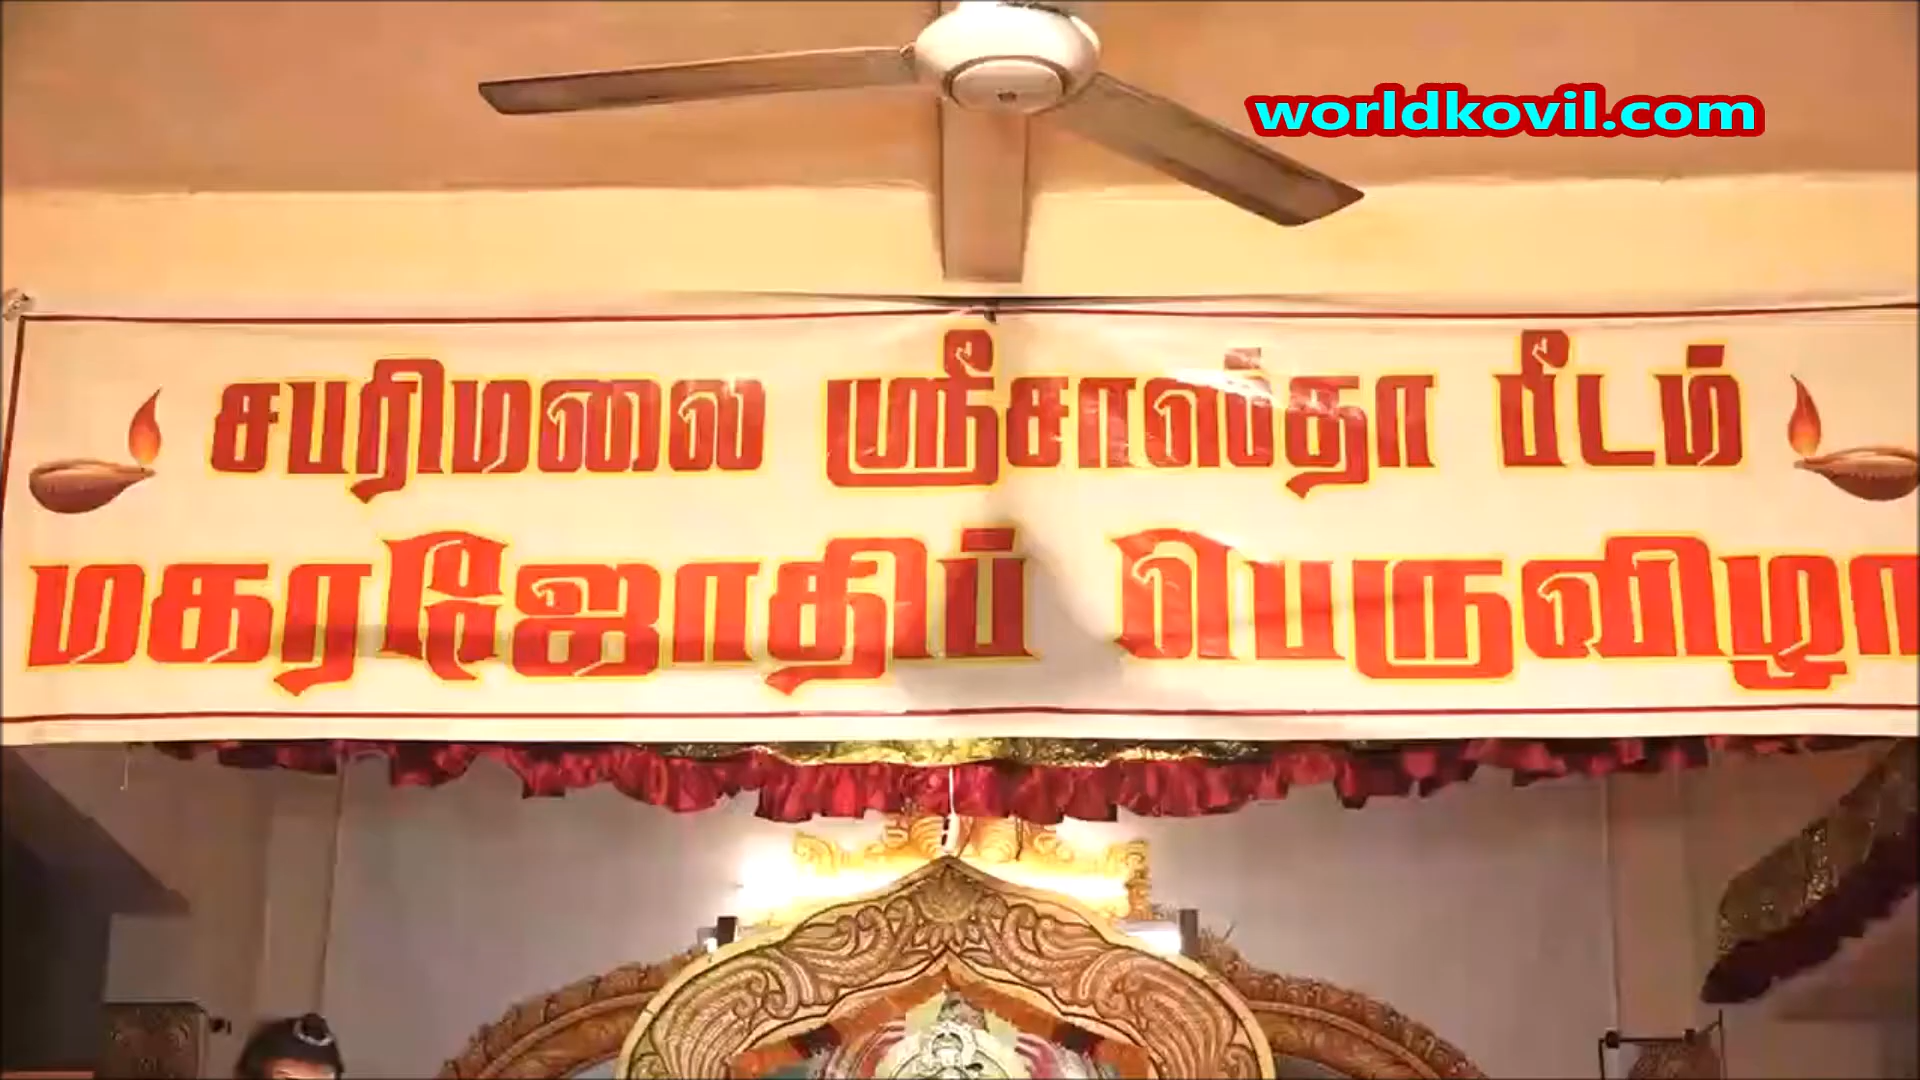 worldkovil.com
சபரிமலை ஸ்ரீசாஸ்தா பீடம்
மகரஜோதிப் பெருவிழா